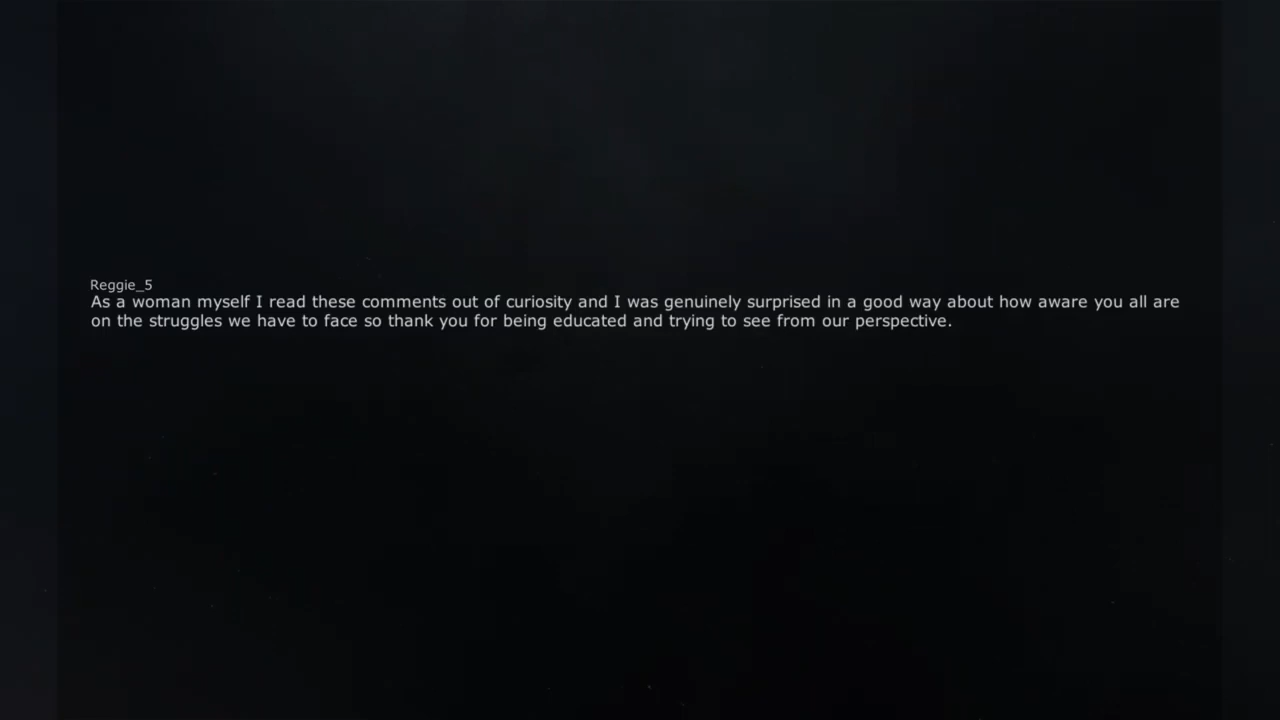 Reggie_5
As a woman myself I read these comments out of curiosity and I was genuinely surprised in a good way about how aware you all are
on the struggles we have to face so thank you for being educated and trying to see from our perspective.